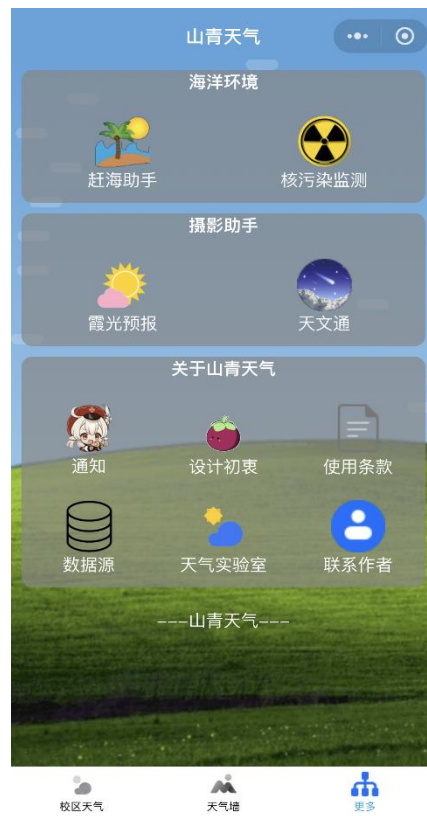 山青天气
海洋环境
赶海助手 核污染监测
摄影助手
霞光预报 天文通
关于山青天气
通知 设计初衷 使用条款
数据源 天气实验室 联系作者
---山青天气---
校区天气 天气墙 更多